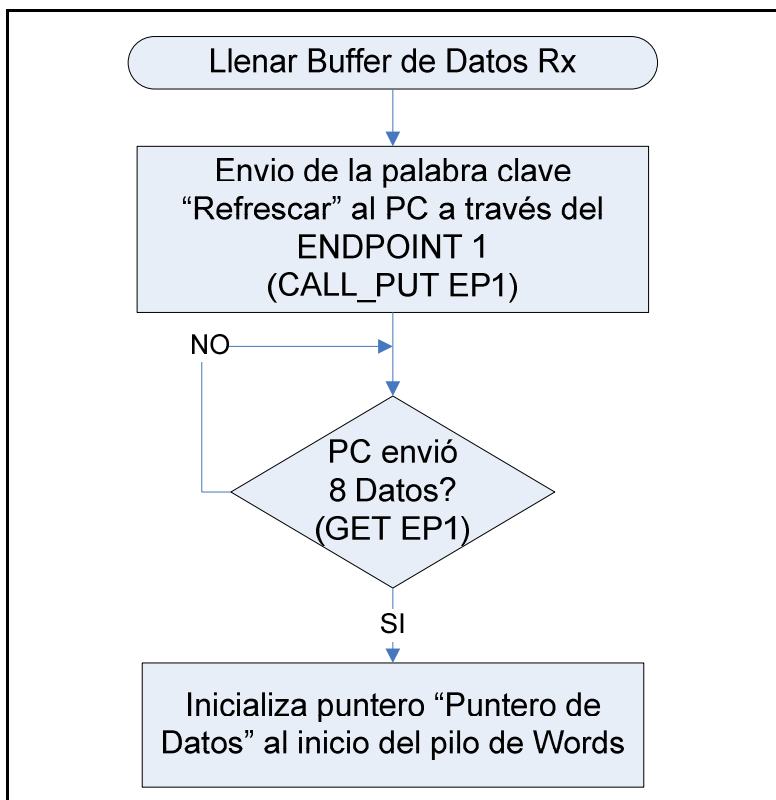 Llenar Buffer de Datos Rx
Envio de la palabra clave
“Refrescar” al PC a través del
ENDPOINT 1
(CALL_PUT EP1)
NO
PC envió
8 Datos?
(GET EP1)
SI
Inicializa puntero “Puntero de
Datos” al inicio del pilo de Words